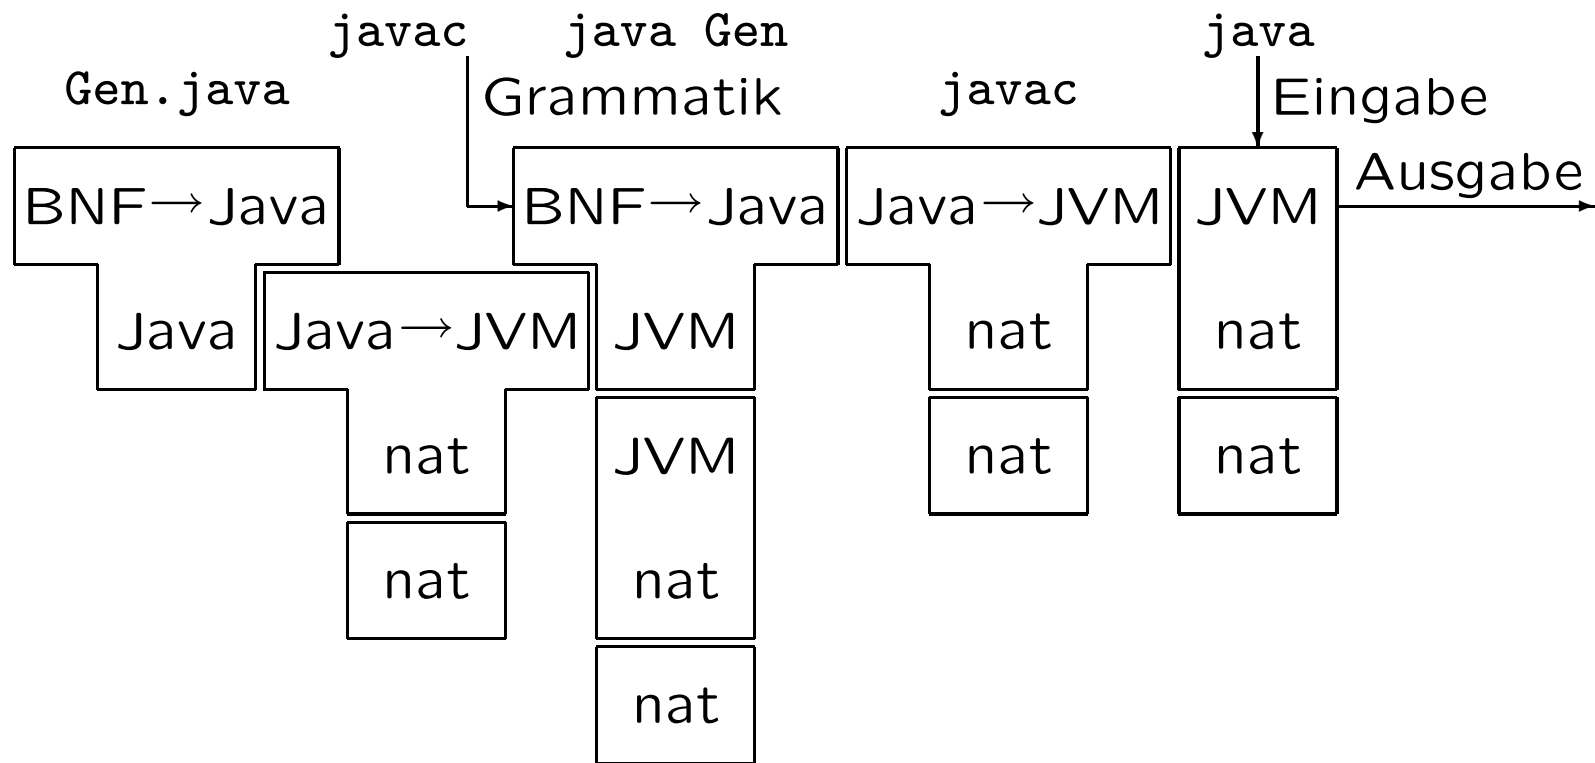 javac java Gen java
Gen.java Grammatik javac Eingabe
BNF→Java BNF→Java Java→JVM JVM Ausgabe
Java Java→JVM JVM nat nat
nat JVM nat nat
nat nat
nat